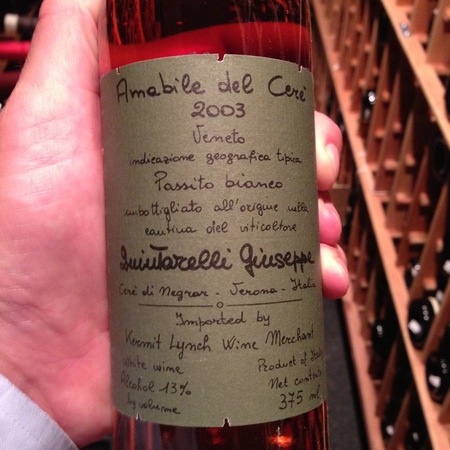 Amabile del Cerè
2003
Veneto
indicazione geografica tipica
Passito bianco
imbottigliato all'origine nella
cantina del viticoltore
Quintarelli Giuseppe
Cerè di Negrar - Verona - Italia
Imported by
Kermit Lynch Wine Merchant
White wine
Alcohol 13%
by volume
Product of Italy
Net contents
375 ml